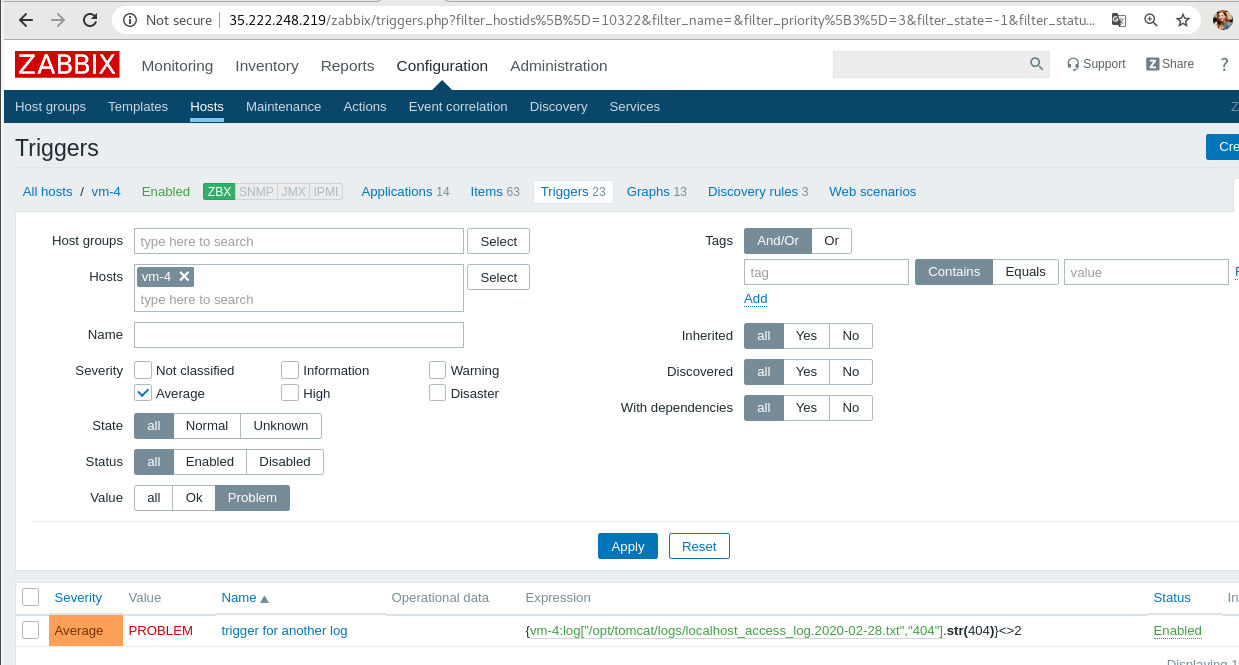 Not secure 35.222.248.219/zabbix/triggers.php?filter_hostids%5B%5D=10322&filter_name=&filter_priority%5B3%5D=3&filter_state=-1&filter_statu...
ZABBIX Monitoring Inventory Reports Configuration Administration Support Z Share ?
Host groups Templates Hosts Maintenance Actions Event correlation Discovery Services Z
Triggers Cre
All hosts / vm-4 Enabled ZBX SNMP JMX IPMI Applications 14 Items 63 Triggers 23 Graphs 13 Discovery rules 3 Web scenarios
Host groups type here to search Select Tags And/Or Or
Hosts vm-4 Select tag Contains Equals value
type here to search Add
Name Inherited all Yes No
Severity Not classified Information Warning Discovered all Yes No
Average High Disaster
State all Normal Unknown With dependencies all Yes No
Status all Enabled Disabled
Value all Ok Problem
Apply Reset
Severity Value Name Operational data Expression Status In
Average PROBLEM trigger for another log {vm-4:log["/opt/tomcat/logs/localhost_access_log.2020-02-28.txt","404"].str(404)}<>2 Enabled
Displaying 1